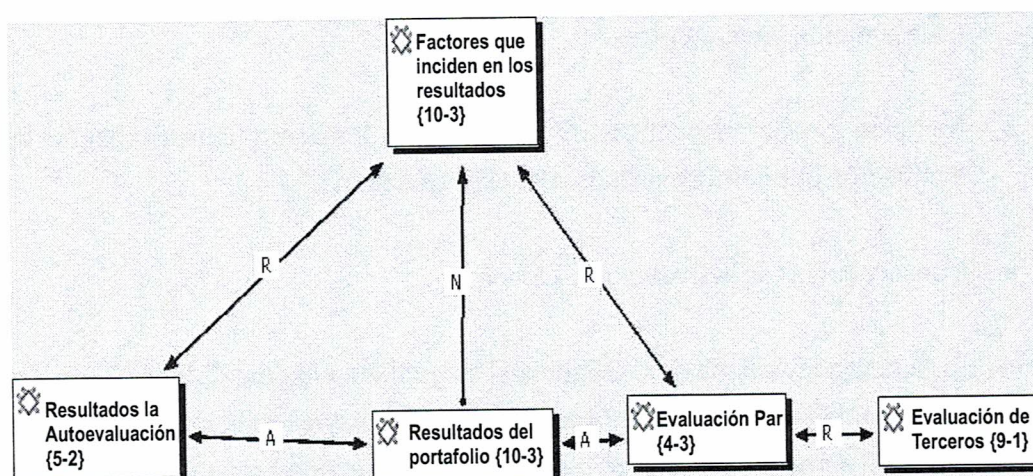 Factores que
inciden en los
resultados
{10-3}
R
N
R
Resultados la
Autoevaluación
{5-2}
A
Resultados del
portafolio {10-3}
A
Evaluación Par
{4-3}
R
Evaluación de
Terceros {9-1}